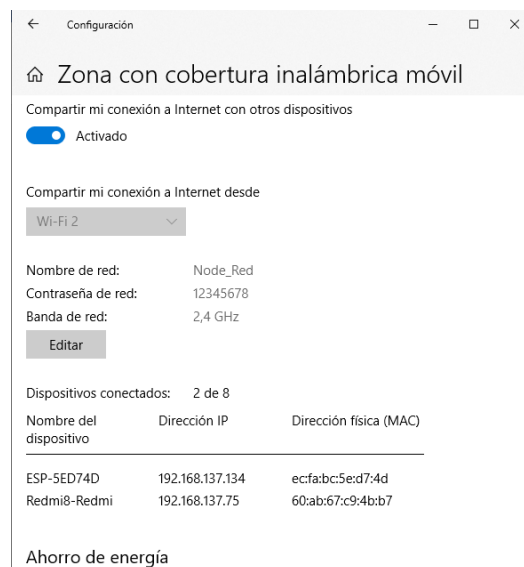 Configuración
Zona con cobertura inalámbrica móvil
Compartir mi conexión a Internet con otros dispositivos
Activado
Compartir mi conexión a Internet desde
Wi-Fi 2
Nombre de red: Node_Red
Contraseña de red: 12345678
Banda de red: 2,4 GHz
Editar
Dispositivos conectados: 2 de 8
Nombre del dispositivo Dirección IP Dirección física (MAC)
ESP-5ED74D 192.168.137.134 ec:fa:bc:5e:d7:4d
Redmi8-Redmi 192.168.137.75 60:ab:67:c9:4b:b7
Ahorro de energía